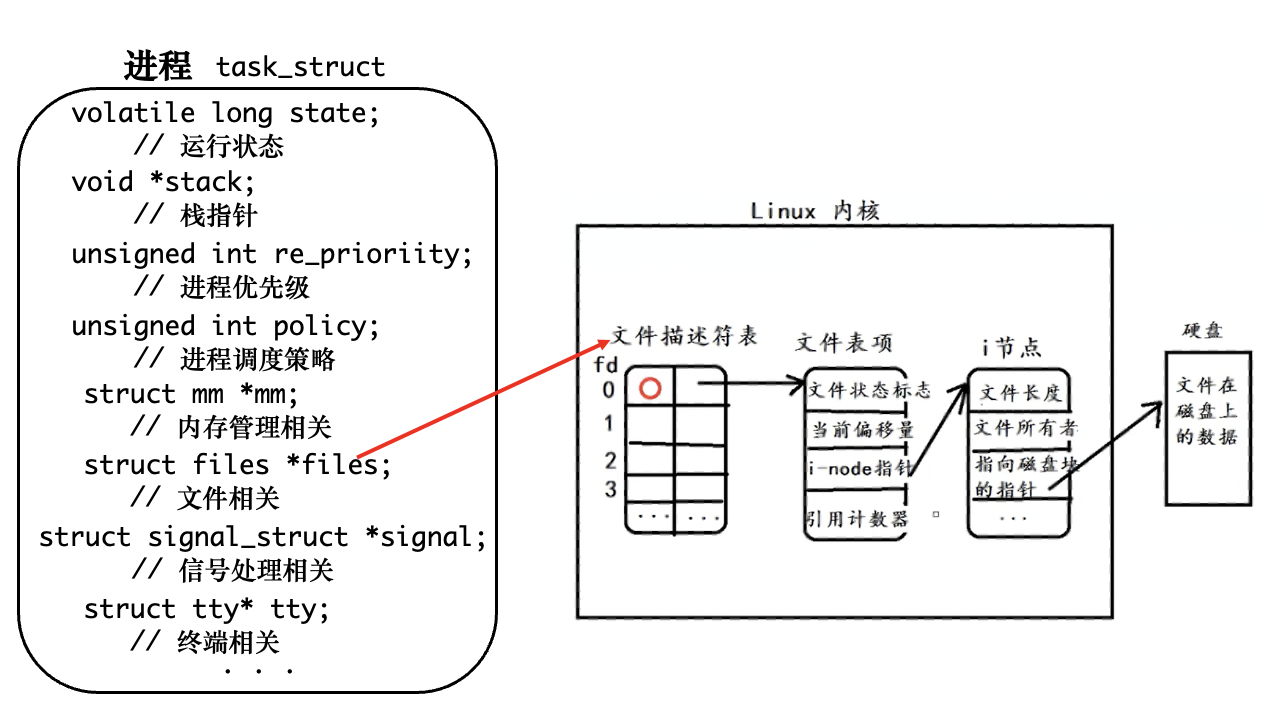 进程 task_struct
volatile long state;
// 运行状态
void *stack;
// 栈指针
unsigned int re_prioriity;
// 进程优先级
unsigned int policy;
// 进程调度策略
struct mm *mm;
// 内存管理相关
struct files *files;
// 文件相关
struct signal_struct *signal;
// 信号处理相关
struct tty* tty;
// 终端相关
. . .
Linux 内核
文件描述符表
fd
0
1
2
3
... ...
文件表项
文件状态标志
当前偏移量
i-node指针
引用计数器
i节点
文件长度
文件所有者
指向磁盘块
的指针
...
硬盘
文件在
磁盘上
的数据